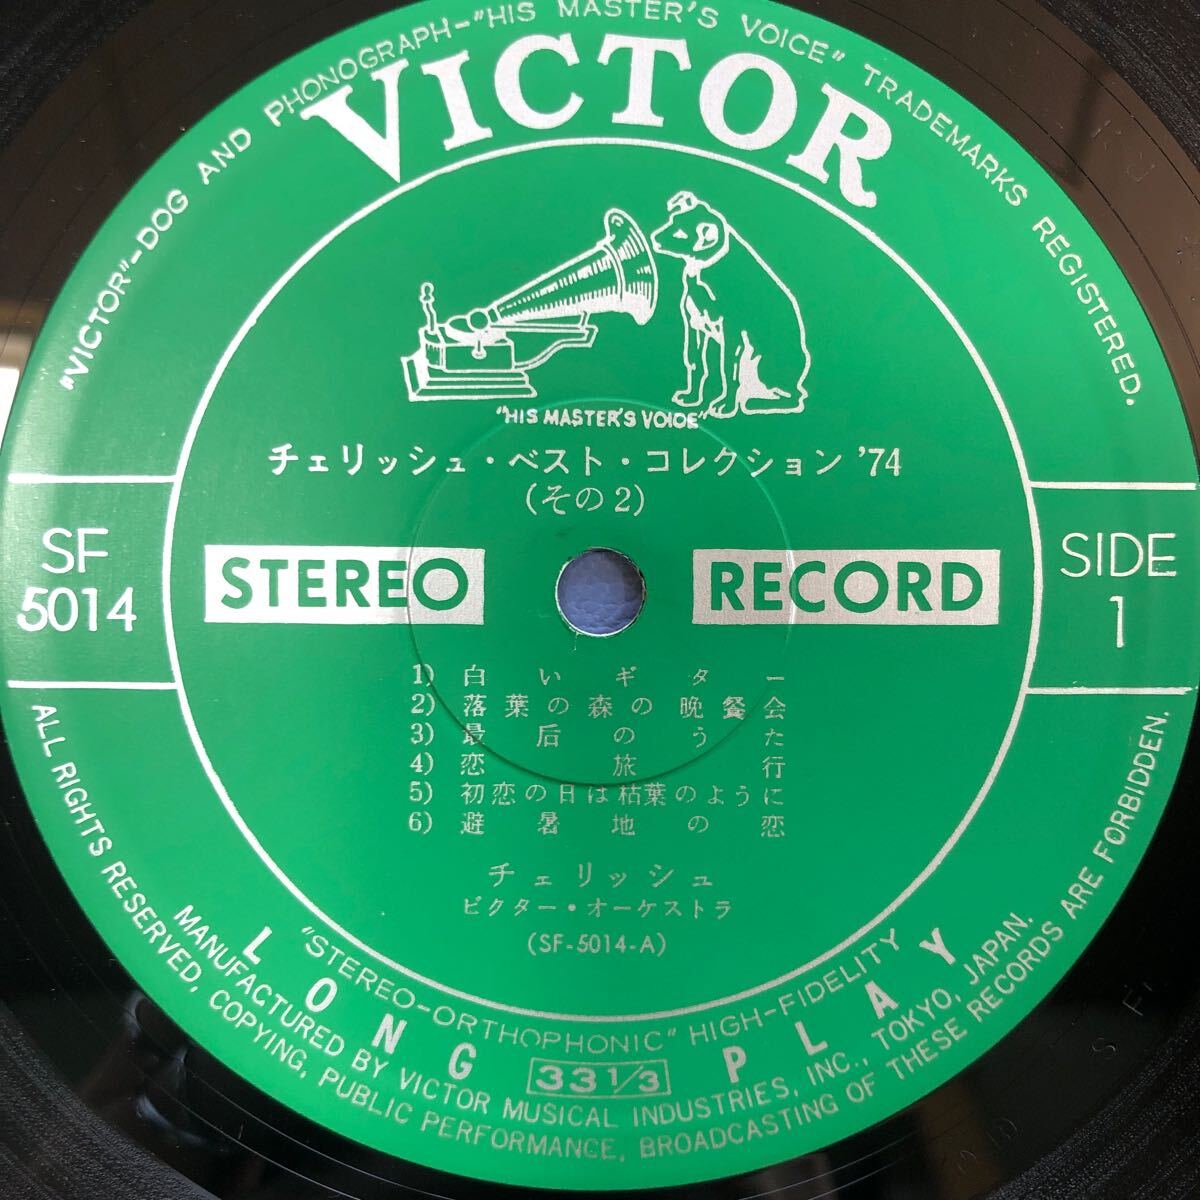 "VICTOR"—DOG AND PHONOGRAPH—"HIS MASTER'S VOICE" TRADEMARKS REGISTERED.
VICTOR
"HIS MASTER'S VOICE"
チェリッシュ・ベスト・コレクション '74
(その2)
SF
5014
STEREO
RECORD
SIDE
1
1) 白いギター
2) 落葉の森の晩餐会
3) 最后のうた
4) 恋旅行
5) 初恋の日は枯葉のように
6) 避暑地の恋
チェリッシュ
ビクター・オーケストラ
(SF-5014-A)
"STEREO-ORTHOPHONIC" HIGH-FIDELITY
LONG PLAY
33 1/3
MANUFACTURED BY VICTOR MUSICAL INDUSTRIES, INC., TOKYO, JAPAN.
ALL RIGHTS RESERVED, COPYING, PUBLIC PERFORMANCE, BROADCASTING OF THESE RECORDS ARE FORBIDDEN.